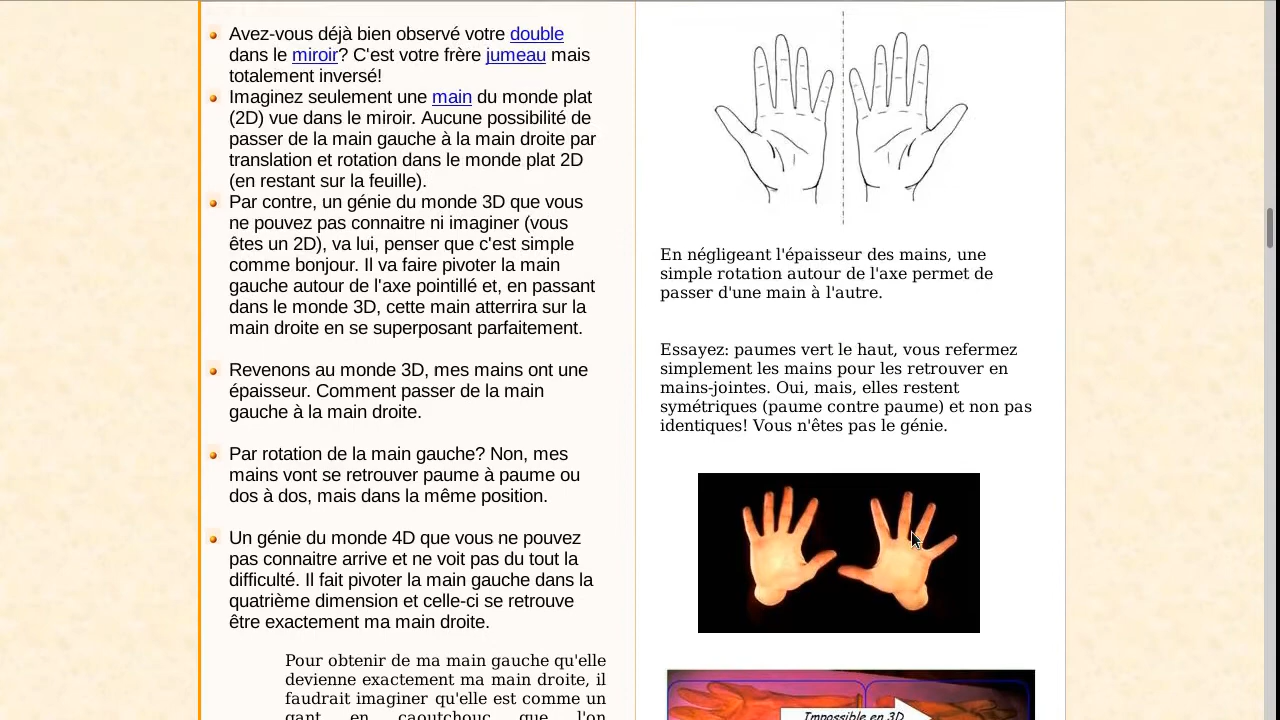 Avez-vous déjà bien observé votre double
dans le miroir? C'est votre frère jumeau mais
totalement inversé!
Imaginez seulement une main du monde plat
(2D) vue dans le miroir. Aucune possibilité de
passer de la main gauche à la main droite par
translation et rotation dans le monde plat 2D
(en restant sur la feuille).
Par contre, un génie du monde 3D que vous
ne pouvez pas connaitre ni imaginer (vous
êtes un 2D), va lui, penser que c'est simple
comme bonjour. Il va faire pivoter la main
gauche autour de l'axe pointillé et, en passant
dans le monde 3D, cette main atterrira sur la
main droite en se superposant parfaitement.
Revenons au monde 3D, mes mains ont une
épaisseur. Comment passer de la main
gauche à la main droite.
Par rotation de la main gauche? Non, mes
mains vont se retrouver paume à paume ou
dos à dos, mais dans la même position.
Un génie du monde 4D que vous ne pouvez
pas connaitre arrive et ne voit pas du tout la
difficulté. Il fait pivoter la main gauche dans la
quatrième dimension et celle-ci se retrouve
être exactement ma main droite.
Pour obtenir de ma main gauche qu'elle
devienne exactement ma main droite, il
faudrait imaginer qu'elle est comme un
gant en caoutchouc que l'on
En négligeant l'épaisseur des mains, une
simple rotation autour de l'axe permet de
passer d'une main à l'autre.
Essayez: paumes vert le haut, vous refermez
simplement les mains pour les retrouver en
mains-jointes. Oui, mais, elles restent
symétriques (paume contre paume) et non pas
identiques! Vous n'êtes pas le génie.
Impossible en 3D